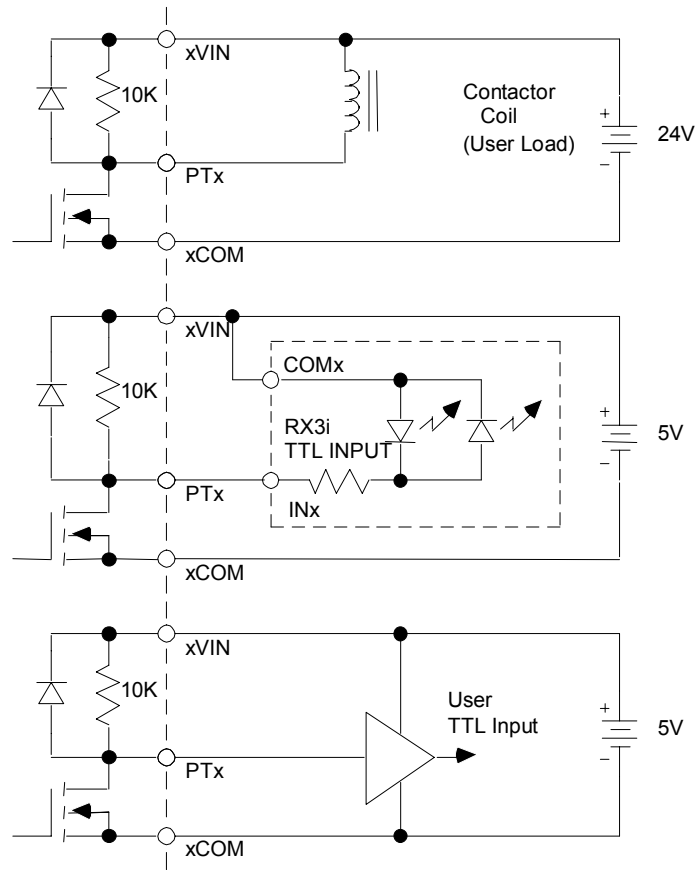 xVIN
10K
Contactor
Coil
(User Load)
+
24V
–
PTx
xCOM
xVIN
COMx
10K
RX3i
TTL INPUT
+
5V
–
PTx
INx
xCOM
xVIN
10K
User
TTL Input
+
5V
–
PTx
xCOM